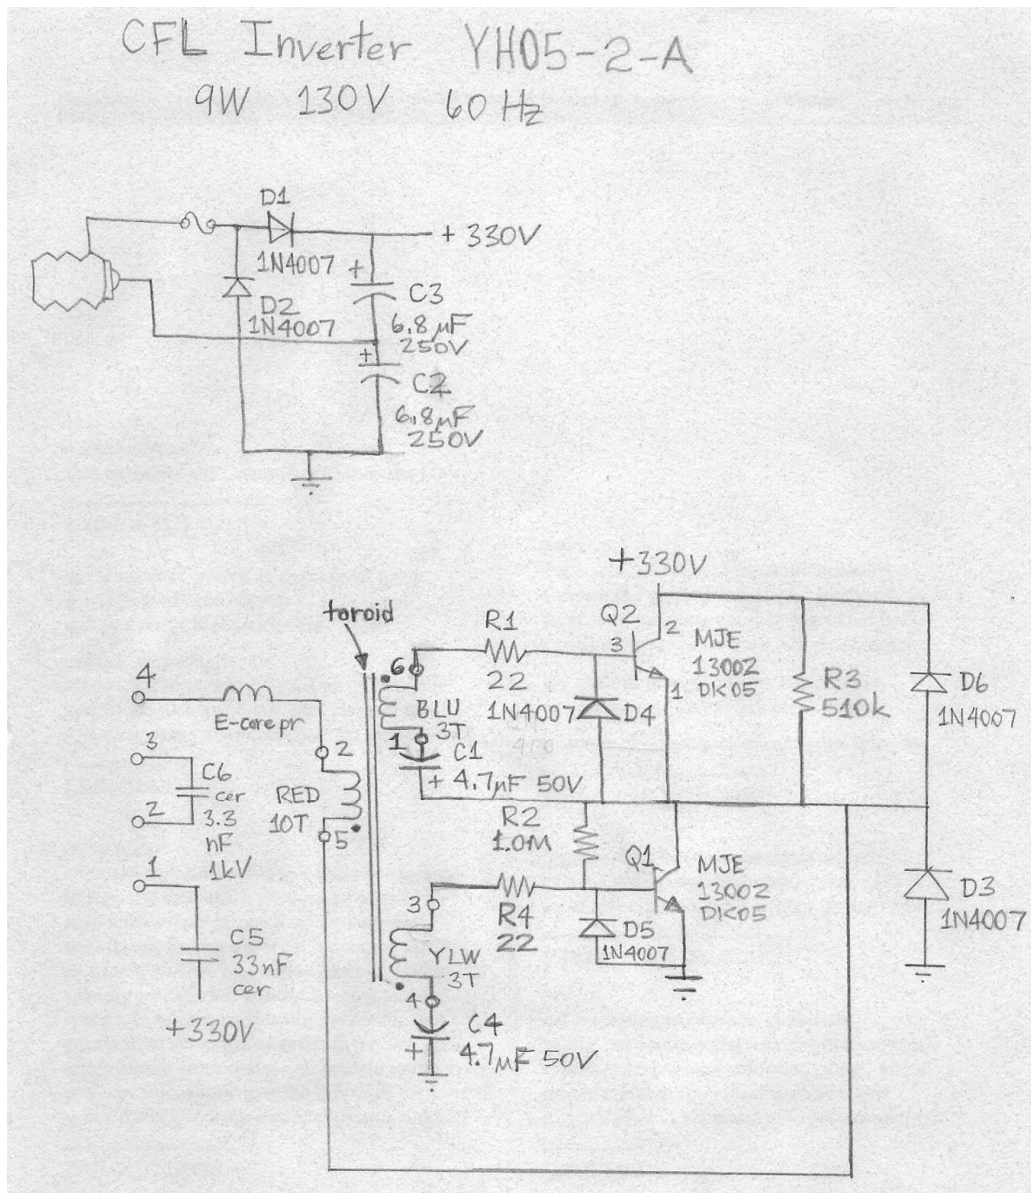 CFL Inverter YH05-2-A
9W 130V 60 Hz
D1
1N4007
+ 330V
D2
1N4007
+
C3
6.8 µF
250V
+
C2
6.8 µF
250V
+330V
toroid
R1
22
Q2
3
2
1
MJE
13002
DK05
R3
510k
D6
1N4007
4
E-core pr
6
BLU
3T
1
C1
+ 4.7µF 50V
1N4007
D4
3
C6
cer
3.3
nF
1kV
2
2
RED
10T
5
R2
1.0M
Q1
MJE
13002
DK05
D3
1N4007
1
C5
33nF
cer
+330V
3
R4
22
D5
1N4007
YLW
3T
4
C4
+ 4.7µF 50V